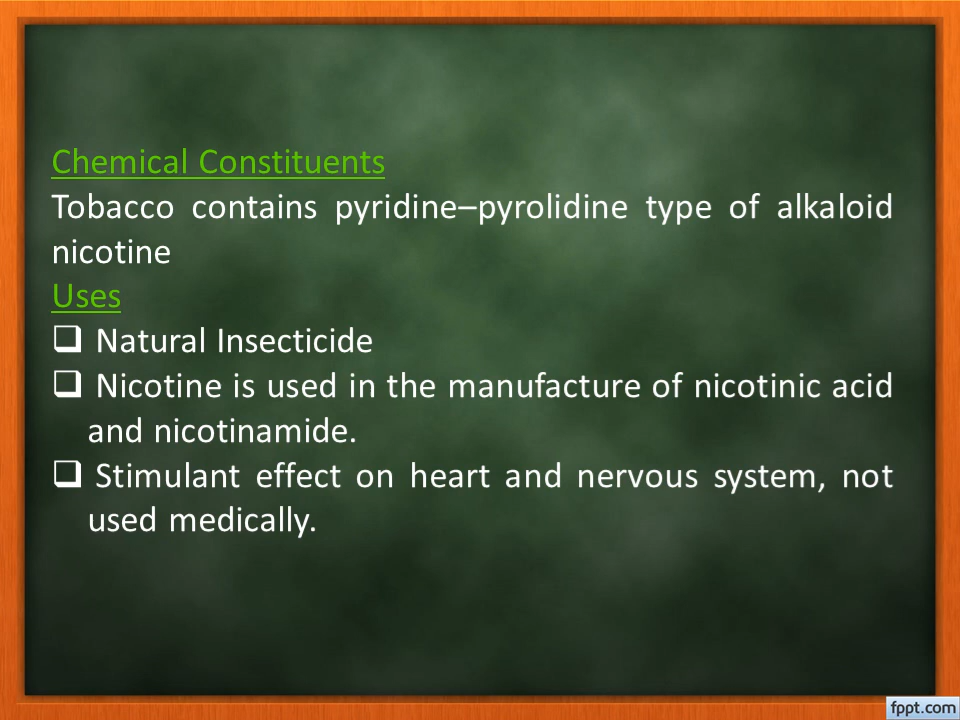 Chemical Constituents
Tobacco contains pyridine–pyrolidine type of alkaloid
nicotine
Uses
❑ Natural Insecticide
❑ Nicotine is used in the manufacture of nicotinic acid
and nicotinamide.
❑ Stimulant effect on heart and nervous system, not
used medically.
fppt.com